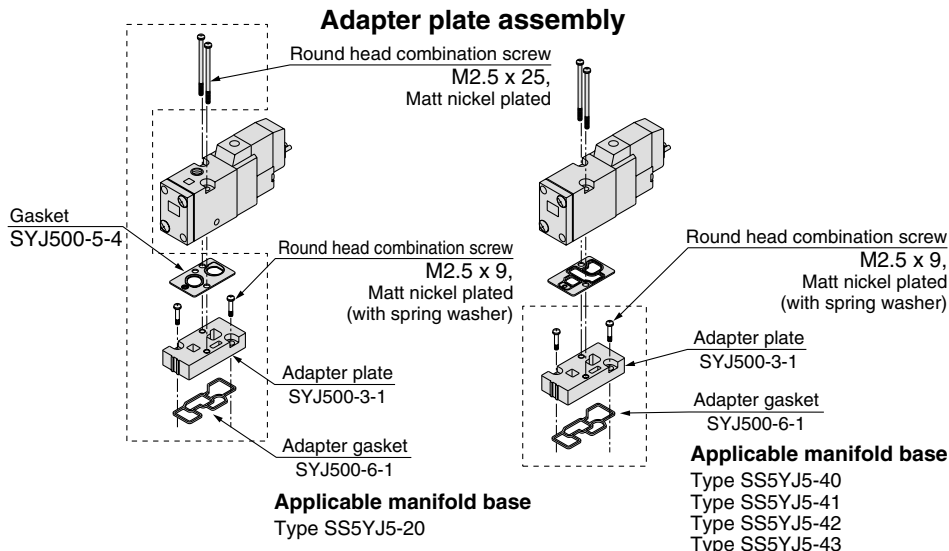 Adapter plate assembly
Round head combination screw
M2.5 x 25,
Matt nickel plated
Gasket
SYJ500-5-4
Round head combination screw
M2.5 x 9,
Matt nickel plated
(with spring washer)
Adapter plate
SYJ500-3-1
Adapter gasket
SYJ500-6-1
Applicable manifold base
Type SS5YJ5-20
Round head combination screw
M2.5 x 9,
Matt nickel plated
(with spring washer)
Adapter plate
SYJ500-3-1
Adapter gasket
SYJ500-6-1
Applicable manifold base
Type SS5YJ5-40
Type SS5YJ5-41
Type SS5YJ5-42
Type SS5YJ5-43